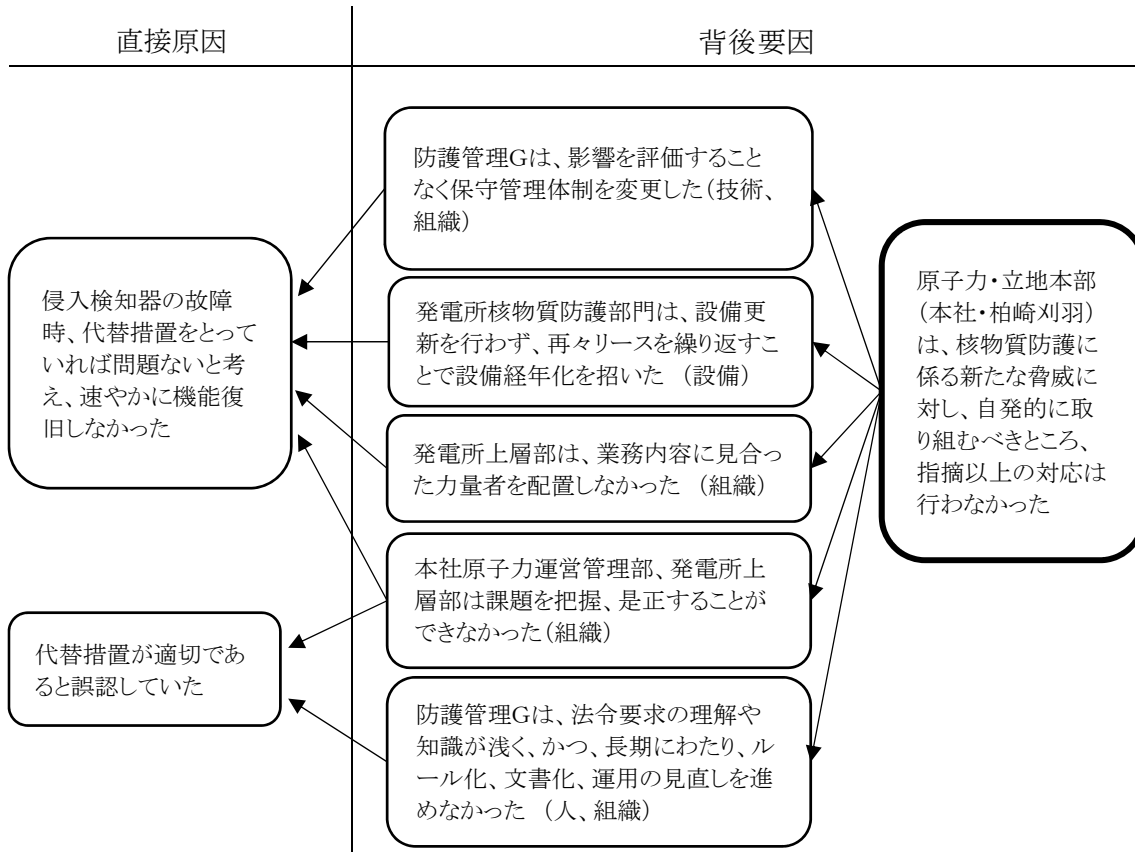 直接原因
背後要因
防護管理Gは、影響を評価すること
なく保守管理体制を変更した(技術、
組織)
侵入検知器の故障
時、代替措置をとって
いれば問題ないと考
え、速やかに機能復
旧しなかった
発電所核物質防護部門は、設備更
新を行わず、再々リースを繰り返すこ
とで設備経年化を招いた (設備)
発電所上層部は、業務内容に見合っ
た力量者を配置しなかった (組織)
本社原子力運営管理部、発電所上
層部は課題を把握、是正することが
できなかった(組織)
代替措置が適切であ
ると誤認していた
防護管理Gは、法令要求の理解や
知識が浅く、かつ、長期にわたり、ル
ール化、文書化、運用の見直しを進
めなかった (人、組織)
原子力・立地本部
(本社・柏崎刈羽)
は、核物質防護に
係る新たな脅威に
対し、自発的に取
り組むべきところ、
指摘以上の対応は
行わなかった